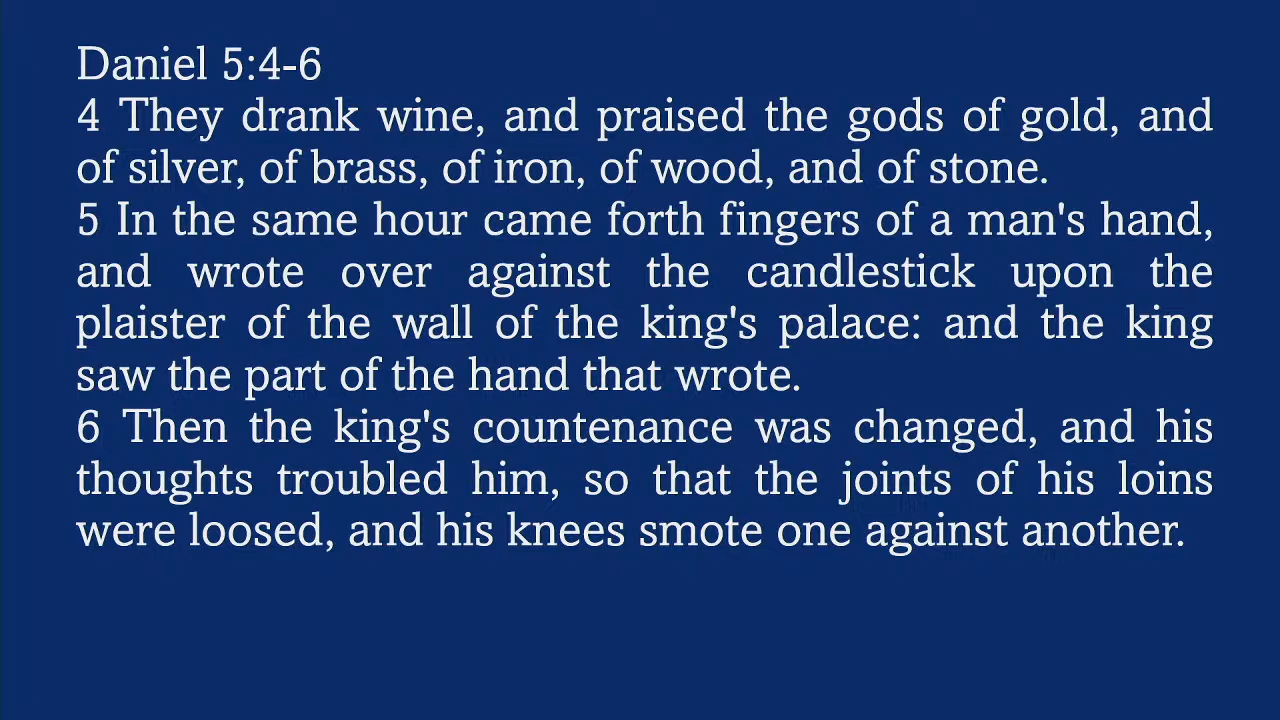 Daniel 5:4-6
4 They drank wine, and praised the gods of gold, and
of silver, of brass, of iron, of wood, and of stone.
5 In the same hour came forth fingers of a man's hand,
and wrote over against the candlestick upon the
plaister of the wall of the king's palace: and the king
saw the part of the hand that wrote.
6 Then the king's countenance was changed, and his
thoughts troubled him, so that the joints of his loins
were loosed, and his knees smote one against another.